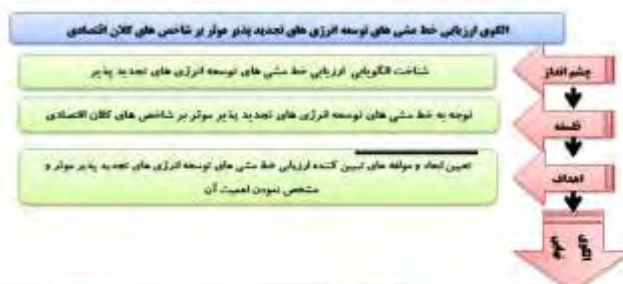 الگوی ارزیابی خط مشی های توسعه انرژی های تجدید پذیر موثر بر شاخص های کلان اقتصادی
چشم انداز
شناخت الگویابی ارزیابی خط مشی های توسعه انرژی های تجدید پذیر
فلسفه
توجه به خط مشی های توسعه انرژی های تجدید پذیر موثر بر شاخص های کلان اقتصادی
اهداف
تعیین ابعاد و مولفه های تبیین کننده ارزیابی خط مشی های توسعه انرژی های تجدید پذیر موثر و
مشخص نمودن اهمیت آن
الگوی
نهایی